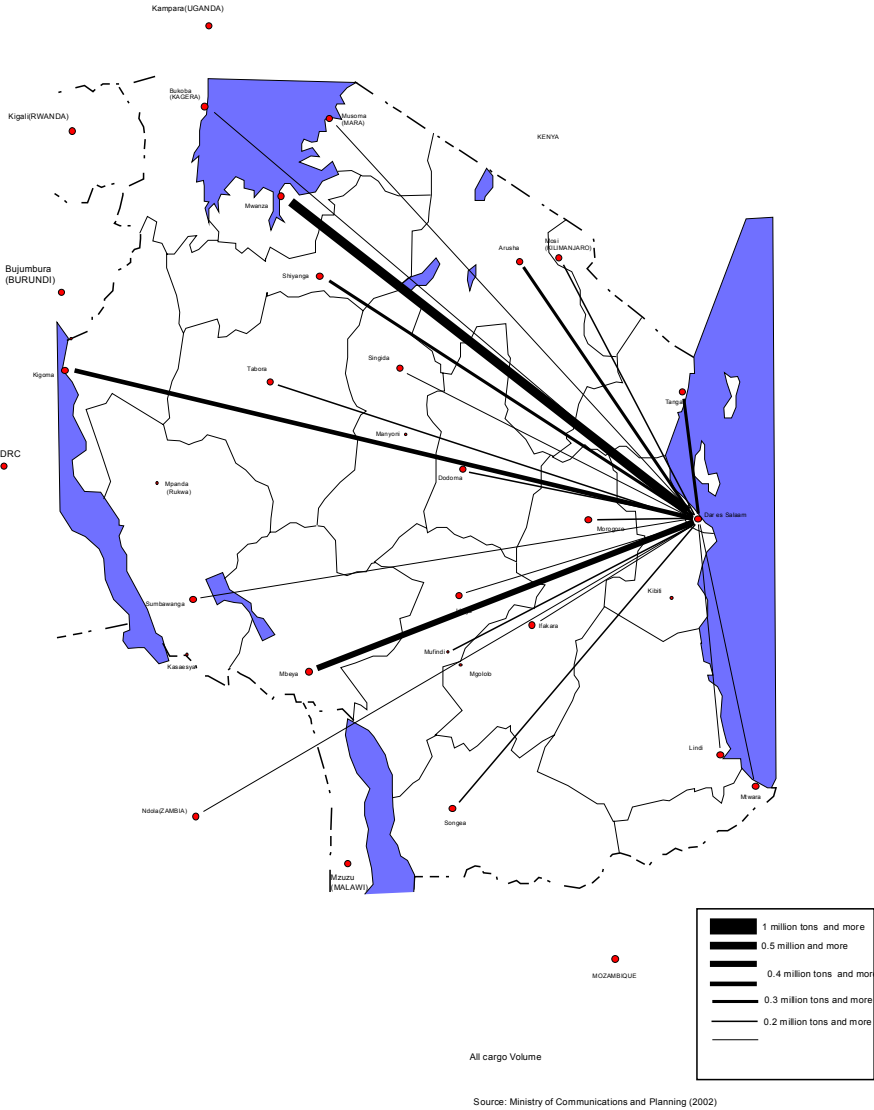 Kampara(UGANDA)
Bukoba
(KAGERA)
Kigali(RWANDA)
Musoma
(MARA)
KENYA
Mwanza
Arusha
Mosi
(KILIMANJARO)
Bujumbura
(BURUNDI)
Shiyanga
Kigoma
Tabora
Singida
Tanga
Manyoni
DRC
Mpanda
(Rukwa)
Dodoma
Dar es Salaam
Morogoro
Kibiti
Sumbawanga
Ifakara
Kasaesya
Mufindi
Mbeya
Mgololo
Lindi
Mtwara
Ndola(ZAMBIA)
Songea
Mzuzu
(MALAWI)
1 million tons and more
0.5 million and more
MOZAMBIQUE
0.4 million tons and more
0.3 million tons and more
0.2 million tons and more
All cargo Volume
Source: Ministry of Communications and Planning (2002)